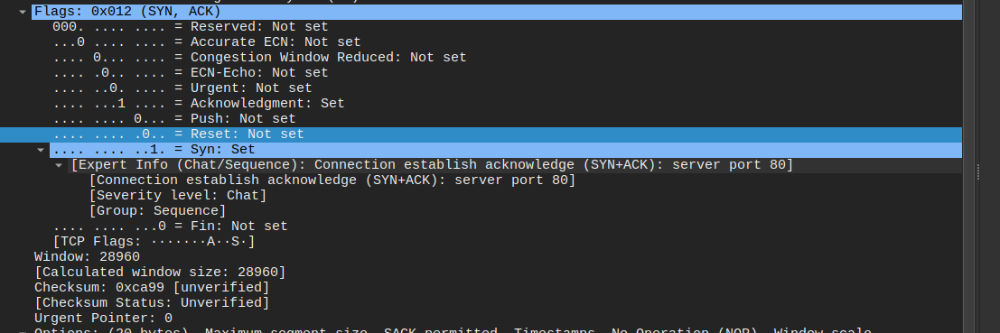 Flags: 0x012 (SYN, ACK)
000. .... .... = Reserved: Not set
...0 .... .... = Accurate ECN: Not set
.... 0... .... = Congestion Window Reduced: Not set
.... .0.. .... = ECN-Echo: Not set
.... ..0. .... = Urgent: Not set
.... ...1 .... = Acknowledgment: Set
.... .... 0... = Push: Not set
.... .... .0.. = Reset: Not set
.... .... ..1. = Syn: Set
[Expert Info (Chat/Sequence): Connection establish acknowledge (SYN+ACK): server port 80]
[Connection establish acknowledge (SYN+ACK): server port 80]
[Severity level: Chat]
[Group: Sequence]
.... .... ...0 = Fin: Not set
[TCP Flags: ·······A··S·]
Window: 28960
[Calculated window size: 28960]
Checksum: 0xca99 [unverified]
[Checksum Status: Unverified]
Urgent Pointer: 0
Options: (20 bytes), Maximum segment size, SACK permitted, Timestamps, No-Operation (NOP), Window scale